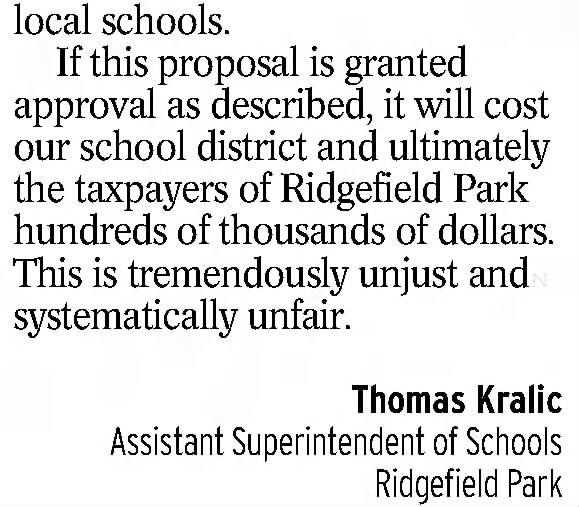 local schools.
If this proposal is granted
approval as described, it will cost
our school district and ultimately
the taxpayers of Ridgefield Park
hundreds of thousands of dollars.
This is tremendously unjust and
systematically unfair.
Thomas Kralic
Assistant Superintendent of Schools
Ridgefield Park